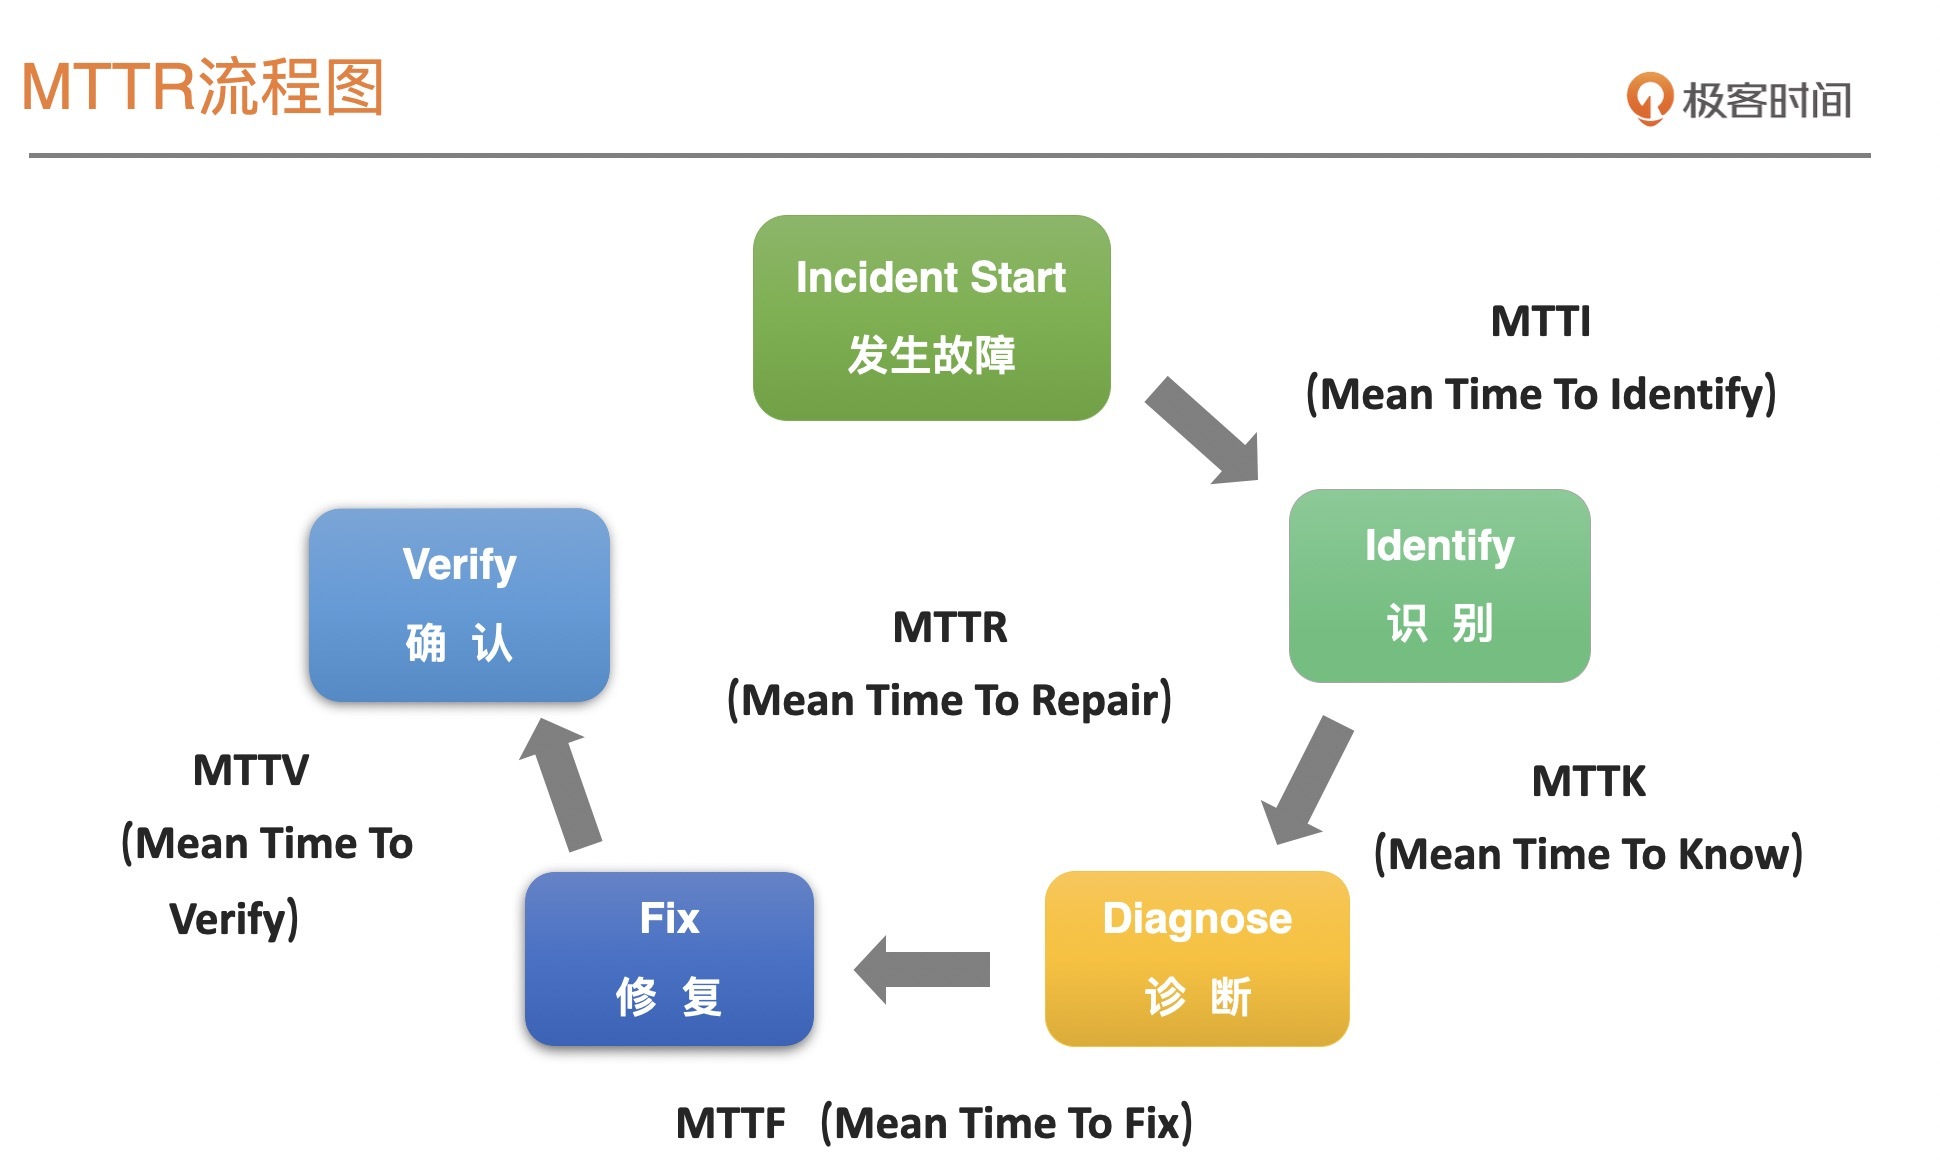 MTTR流程图
极客时间
Incident Start
发生故障
MTTI
(Mean Time To Identify)
Identify
识 别
MTTR
(Mean Time To Repair)
Verify
确 认
MTTK
(Mean Time To Know)
Diagnose
诊 断
Fix
修 复
MTTV
(Mean Time To
Verify)
MTTF (Mean Time To Fix)